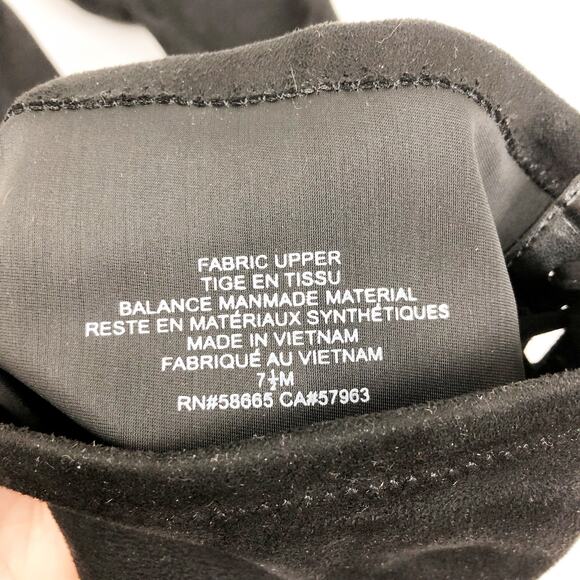 FABRIC UPPER
TIGE EN TISSU
BALANCE MANMADE MATERIAL
RESTE EN MATÉRIAUX SYNTHÉTIQUES
MADE IN VIETNAM
FABRIQUÉ AU VIETNAM
7½M
RN#58665 CA#57963